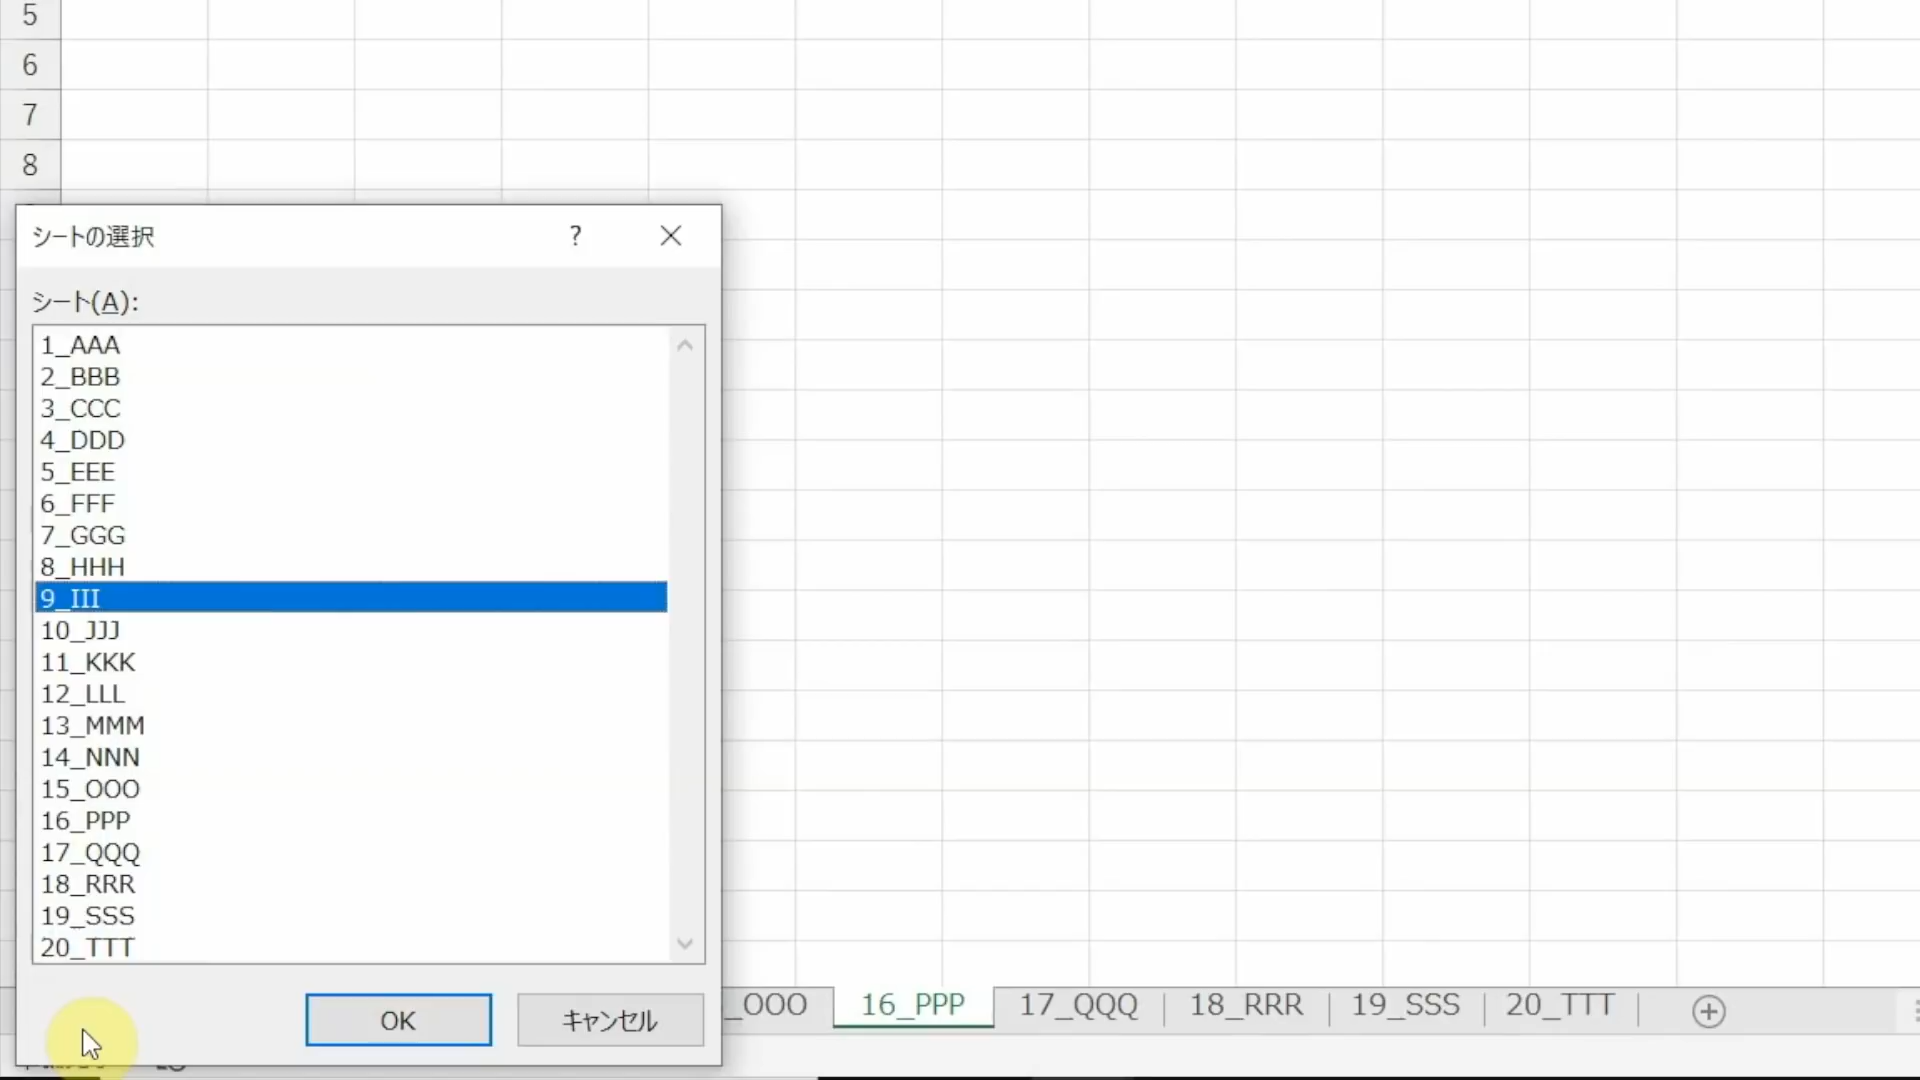 5
6
7
8
シートの選択
?
シート(A):
1_AAA
2_BBB
3_CCC
4_DDD
5_EEE
6_FFF
7_GGG
8_HHH
9_III
10_JJJ
11_KKK
12_LLL
13_MMM
14_NNN
15_OOO
16_PPP
17_QQQ
18_RRR
19_SSS
20_TTT
OK キャンセル
_OOO 16_PPP 17_QQQ 18_RRR 19_SSS 20_TTT